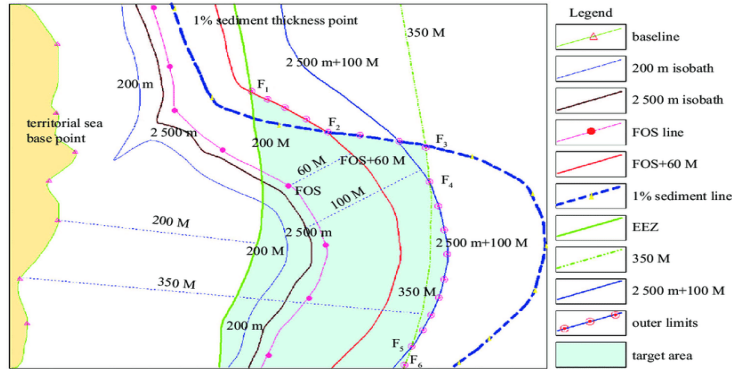 1% sediment thickness point
350 M
2 500 m+100 M
200 m
F1
territorial sea
base point
2 500 m
200 M
F2
F3
60 M
FOS+60 M
FOS
F4
100 M
200 M
2 500 m
200 M
2 500 m+100 M
350 M
350 M
200 m
F5
F6
Legend
baseline
200 m isobath
2 500 m isobath
FOS line
FOS+60 M
1% sediment line
EEZ
350 M
2 500 m+100 M
outer limits
target area